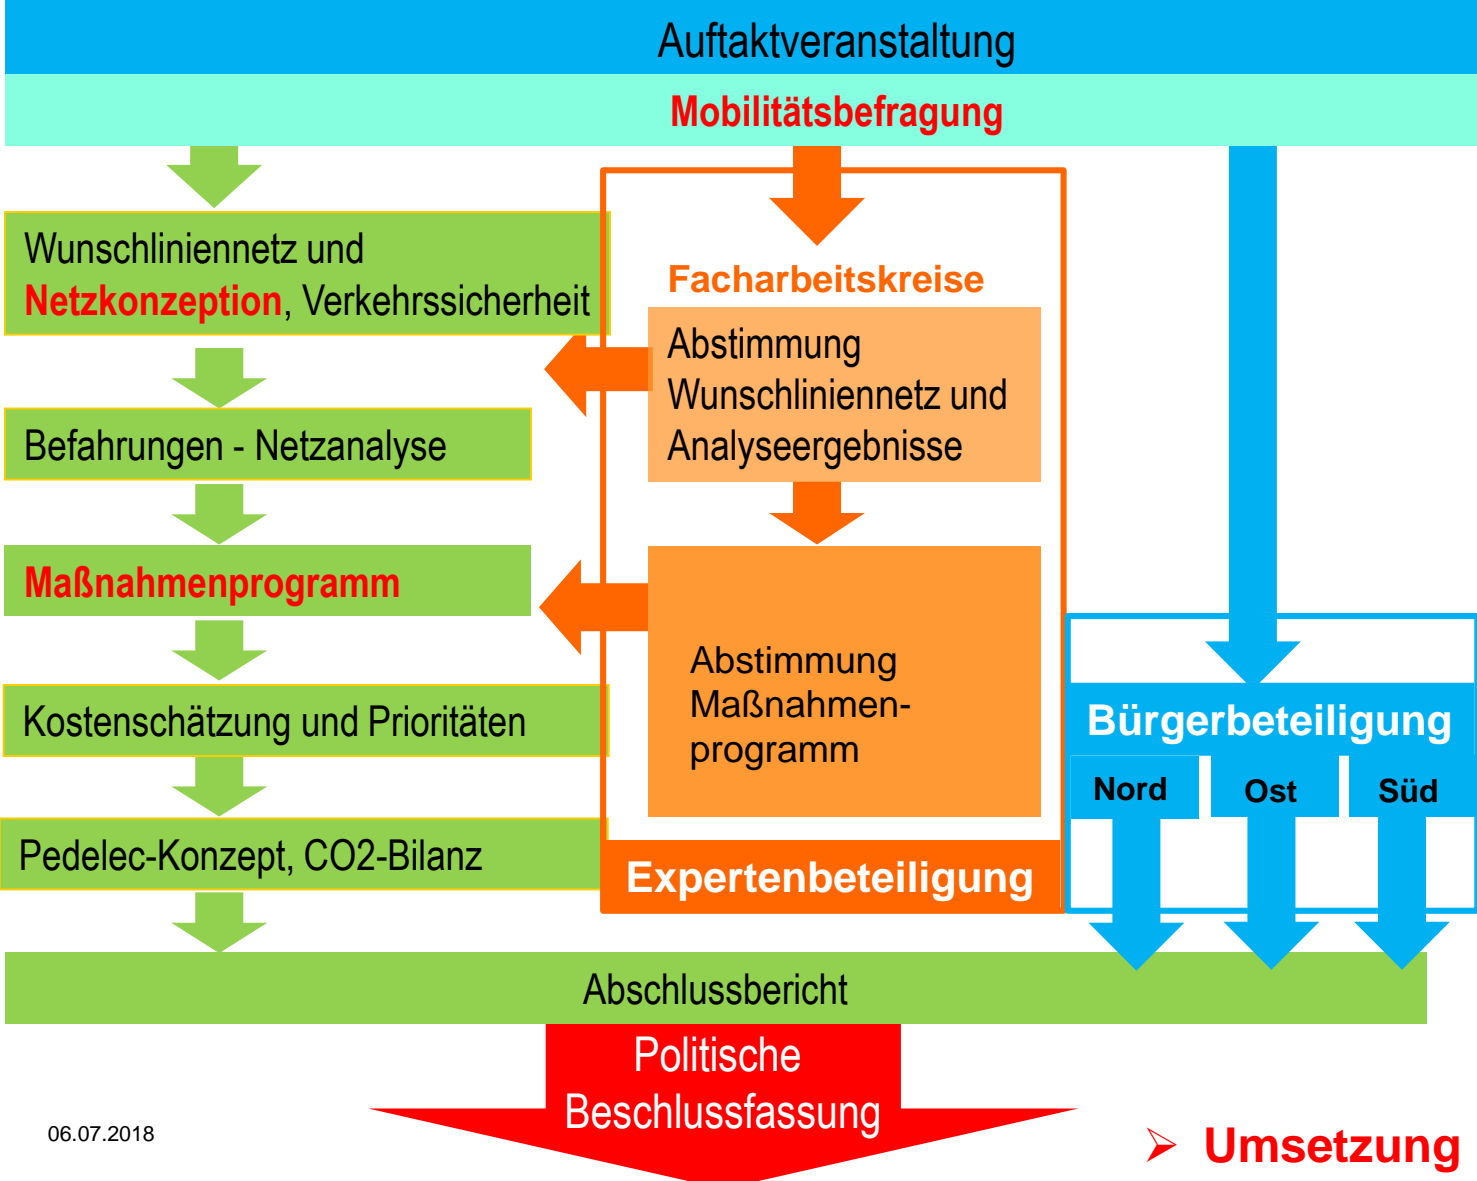 Auftaktveranstaltung
Mobilitätsbefragung
Wunschliniennetz und
Netzkonzeption, Verkehrssicherheit
Befahrungen - Netzanalyse
Maßnahmenprogramm
Kostenschätzung und Prioritäten
Pedelec-Konzept, CO2-Bilanz
Facharbeitskreise
Abstimmung
Wunschliniennetz und
Analyseergebnisse
Abstimmung
Maßnahmen-
programm
Expertenbeteiligung
Bürgerbeteiligung
Nord
Ost
Süd
Abschlussbericht
Politische
Beschlussfassung
06.07.2018
➢ Umsetzung